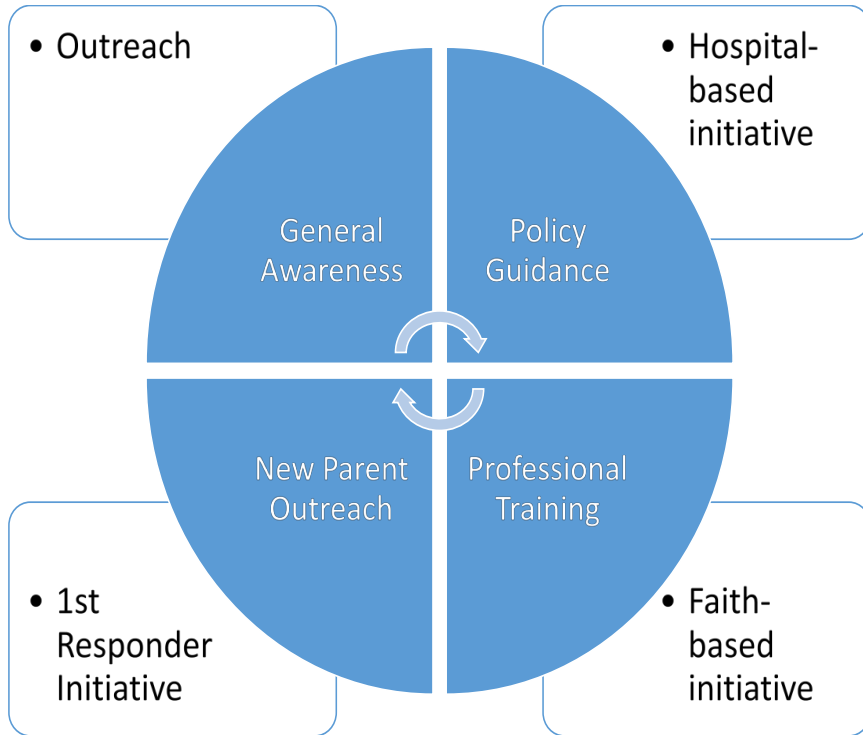 • Outreach
• Hospital-
based
initiative
General
Awareness
Policy
Guidance
New Parent
Outreach
Professional
Training
• 1st
Responder
Initiative
• Faith-
based
initiative